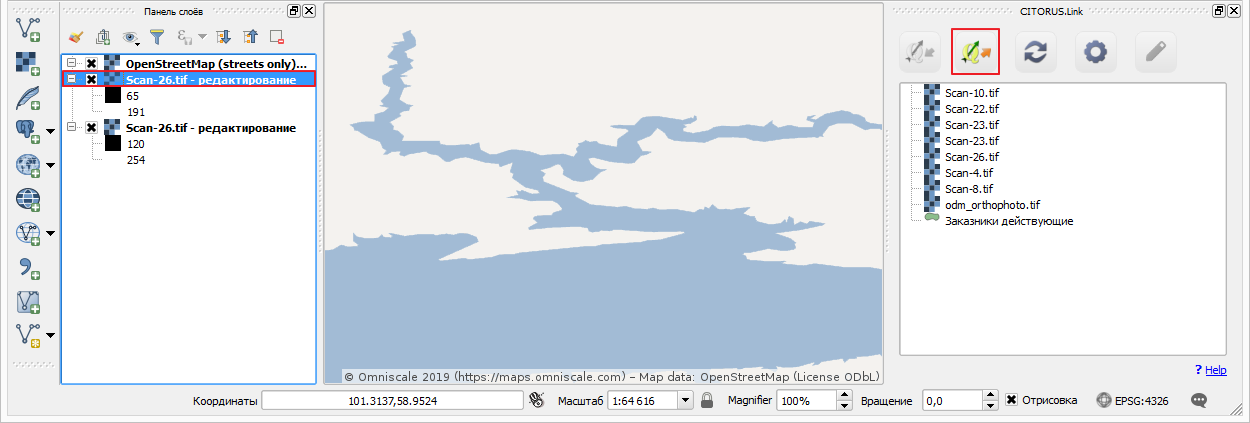 Панель слоёв
OpenStreetMap (streets only)...
Scan-26.tif - редактирование
65
191
Scan-26.tif - редактирование
120
254
© Omniscale 2019 (https://maps.omniscale.com) - Map data: OpenStreetMap (License ODbL)
CITORUS.Link
Scan-10.tif
Scan-22.tif
Scan-23.tif
Scan-23.tif
Scan-26.tif
Scan-4.tif
Scan-8.tif
odm_orthophoto.tif
Заказники действующие
? Help
Координаты 101.3137,58.9524 Масштаб 1:64 616 Magnifier 100% Вращение 0,0 Отрисовка EPSG:4326